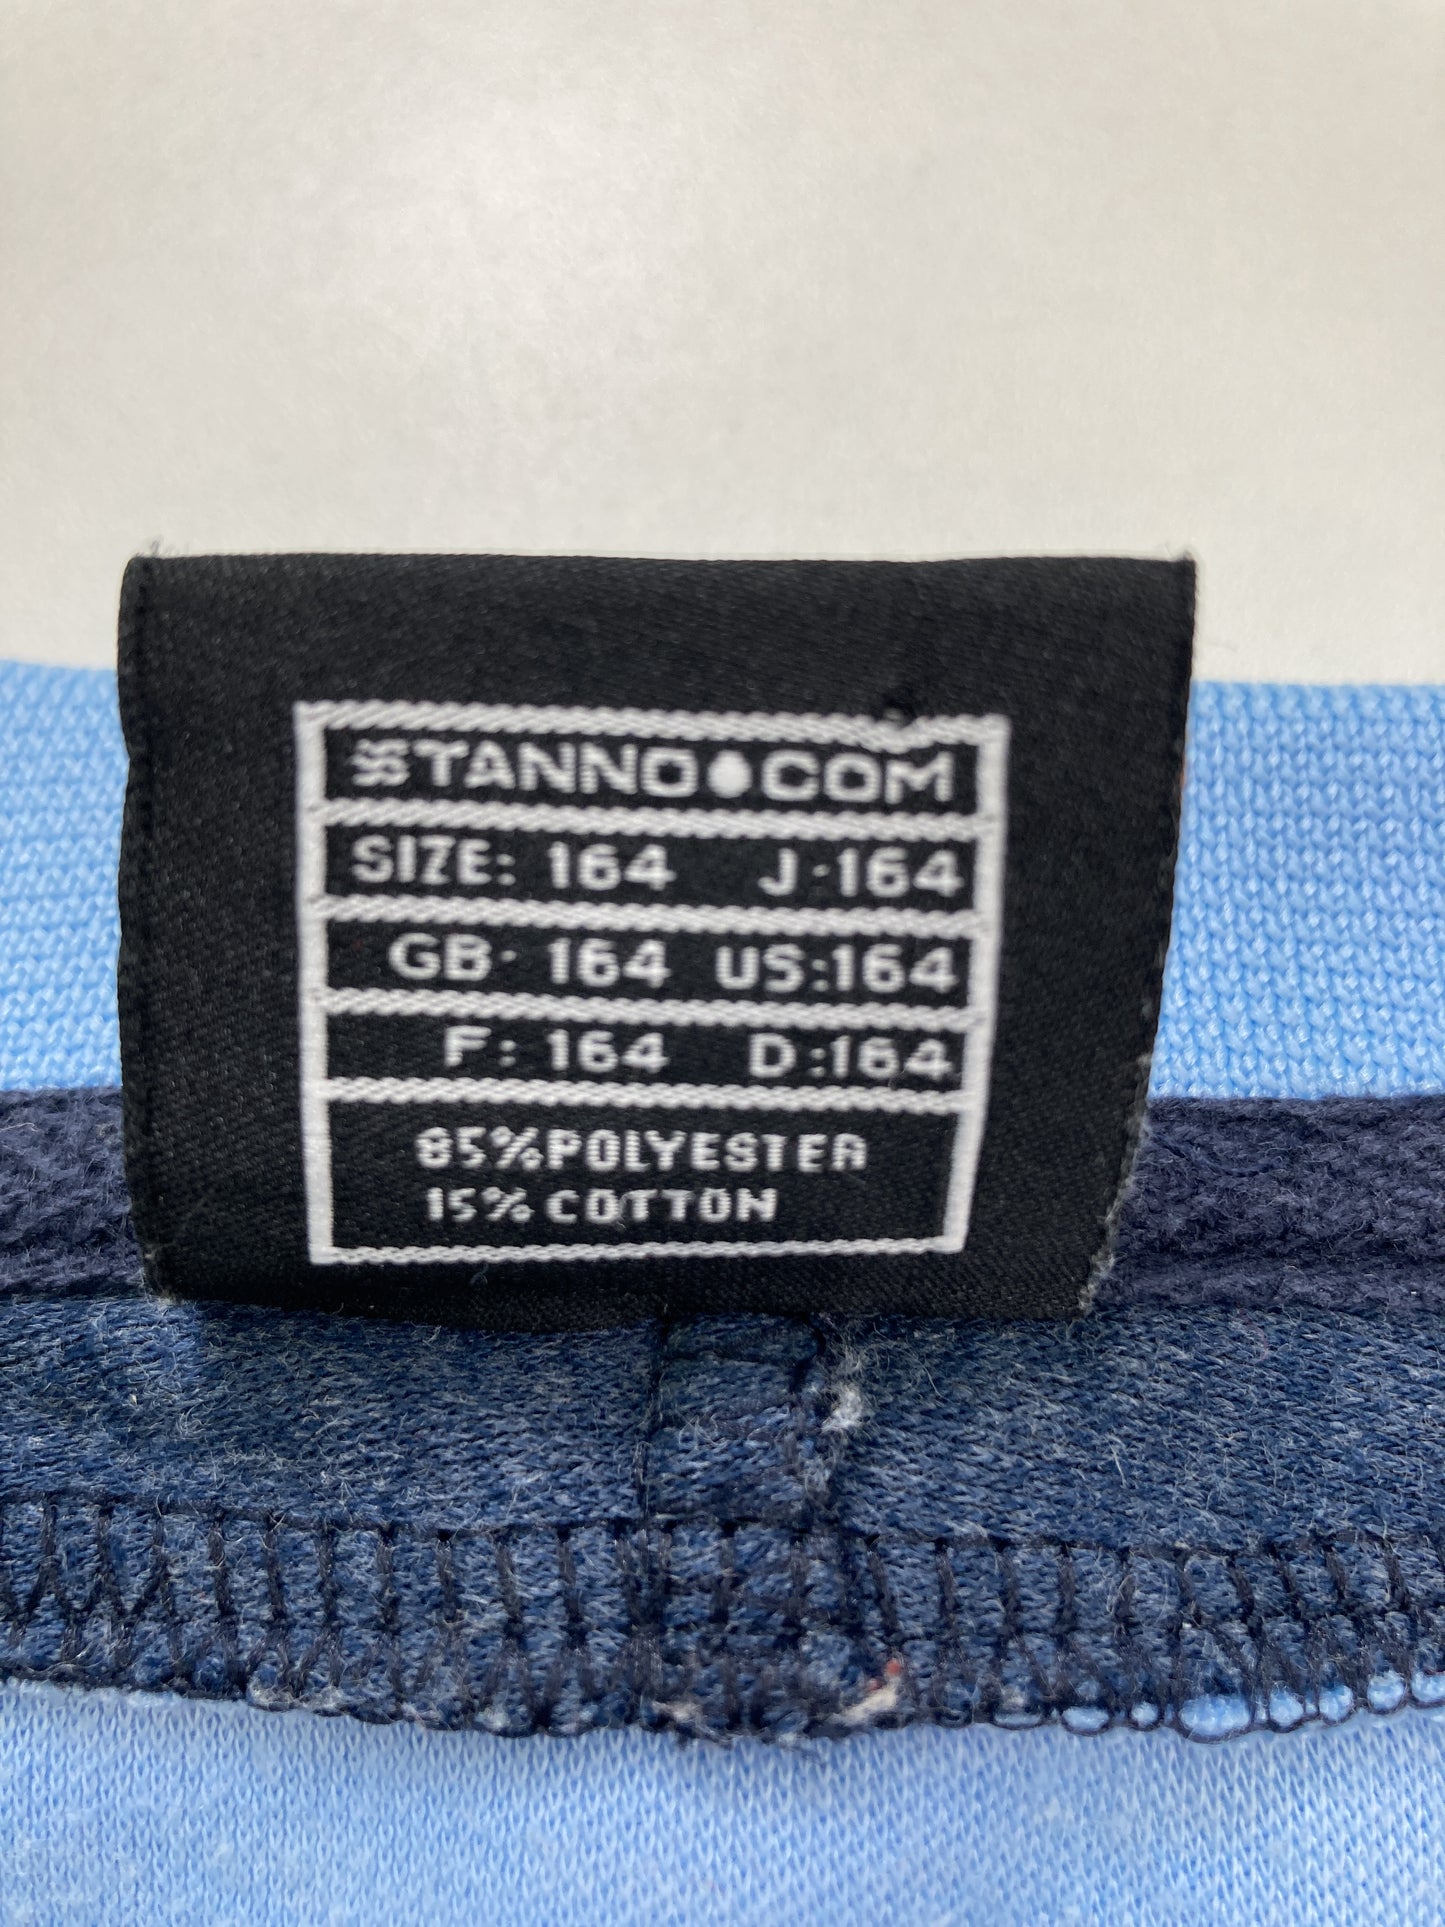 STANNO.COM
SIZE: 164 J:164
GB: 164 US:164
F: 164 D:164
85% POLYESTER
15% COTTON